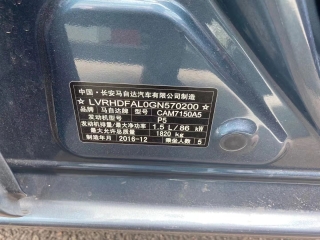 中国·长安马自达汽车有限公司制造
☆ LVRHDFAL0GN570200 ☆
品牌 马自达牌 型号 CAM7150A5
发动机型号 P5
发动机排量/最大净功率 1.5 L/86 kW
最大允许总质量 1820 kg
制造年月 2016-12 乘坐人数 5